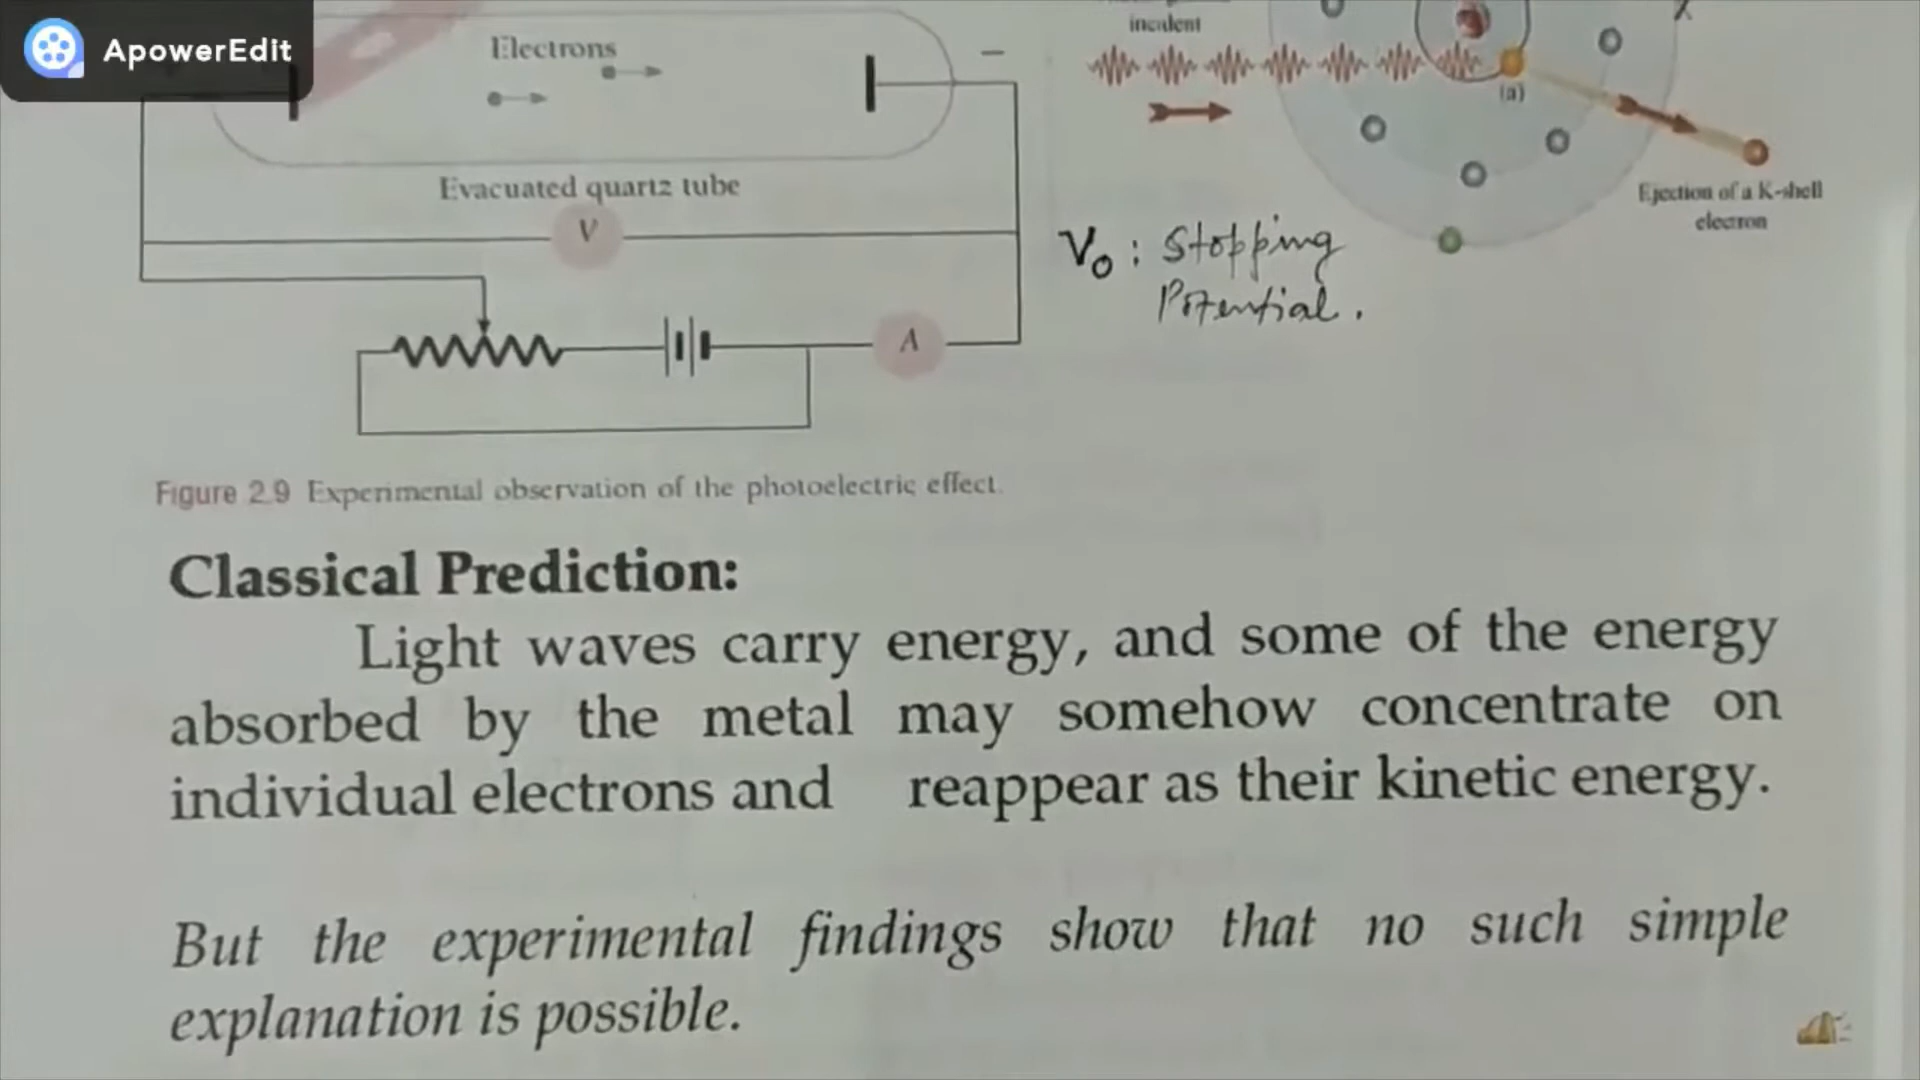 ApowerEdit
Electrons
–
incident
(a)
Evacuated quartz tube
V
Ejection of a K-shell
electron
V₀ : Stopping
Potential.
A
Figure 2.9 Experimental observation of the photoelectric effect.
Classical Prediction:
Light waves carry energy, and some of the energy
absorbed by the metal may somehow concentrate on
individual electrons and reappear as their kinetic energy.
But the experimental findings show that no such simple
explanation is possible.